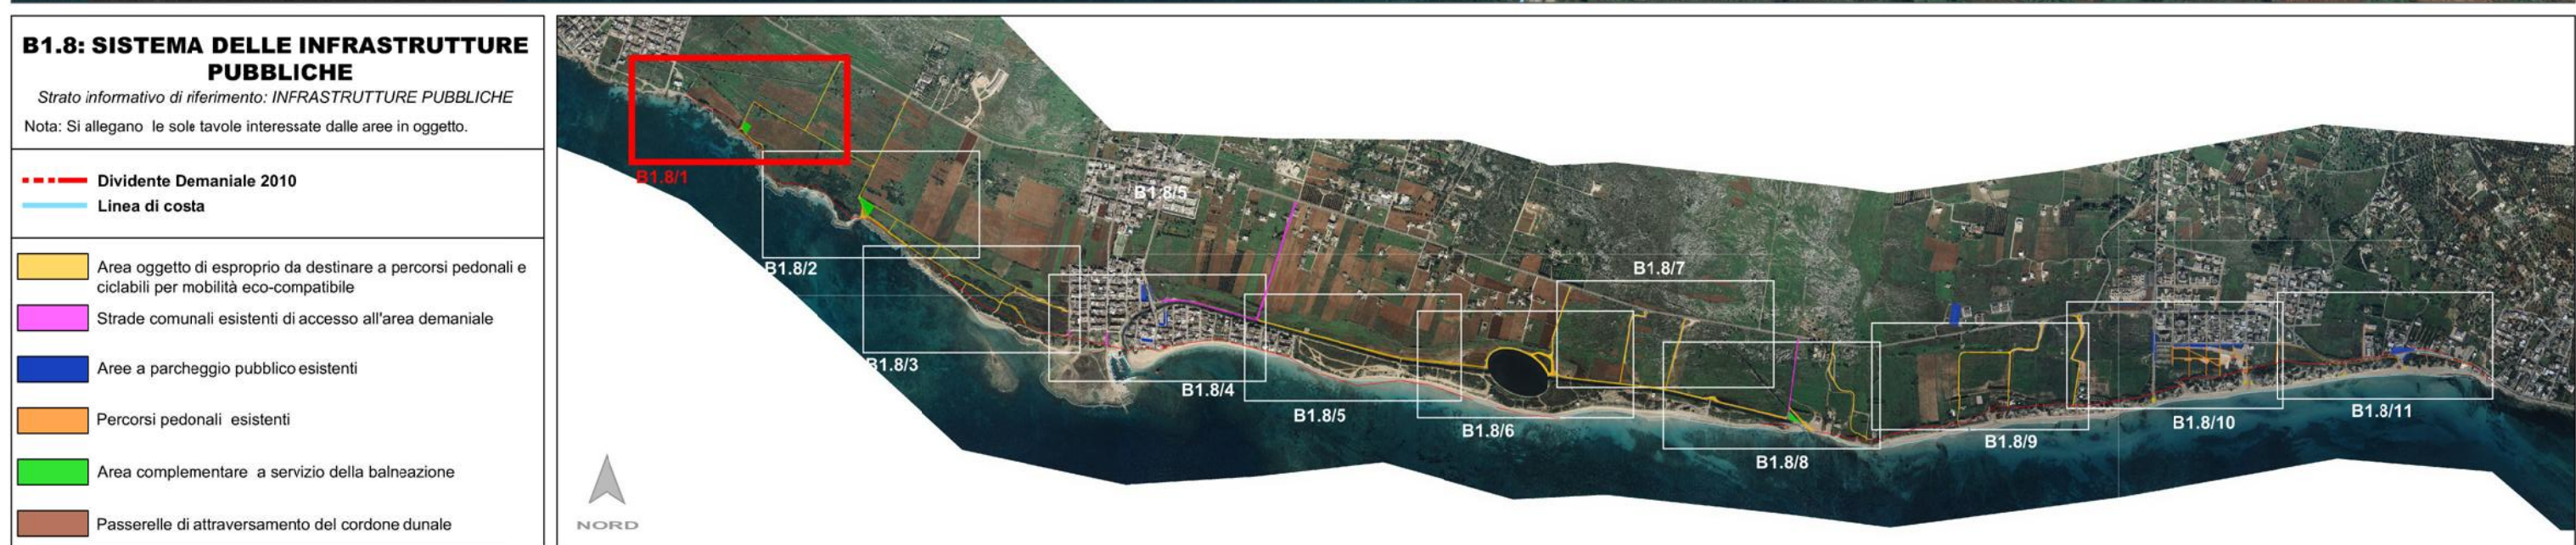 B1.8: SISTEMA DELLE INFRASTRUTTURE
PUBBLICHE
Strato informativo di riferimento: INFRASTRUTTURE PUBBLICHE
Nota: Si allegano le sole tavole interessate dalle aree in oggetto.
Dividente Demaniale 2010
Linea di costa
Area oggetto di esproprio da destinare a percorsi pedonali e
ciclabili per mobilità eco-compatibile
Strade comunali esistenti di accesso all'area demaniale
Aree a parcheggio pubblico esistenti
Percorsi pedonali esistenti
Area complementare a servizio della balneazione
Passerelle di attraversamento del cordone dunale
B1.8/1
B1.8/5
B1.8/2
B1.8/7
B1.8/3
B1.8/4
B1.8/5
B1.8/6
B1.8/8
B1.8/9
B1.8/10
B1.8/11
NORD